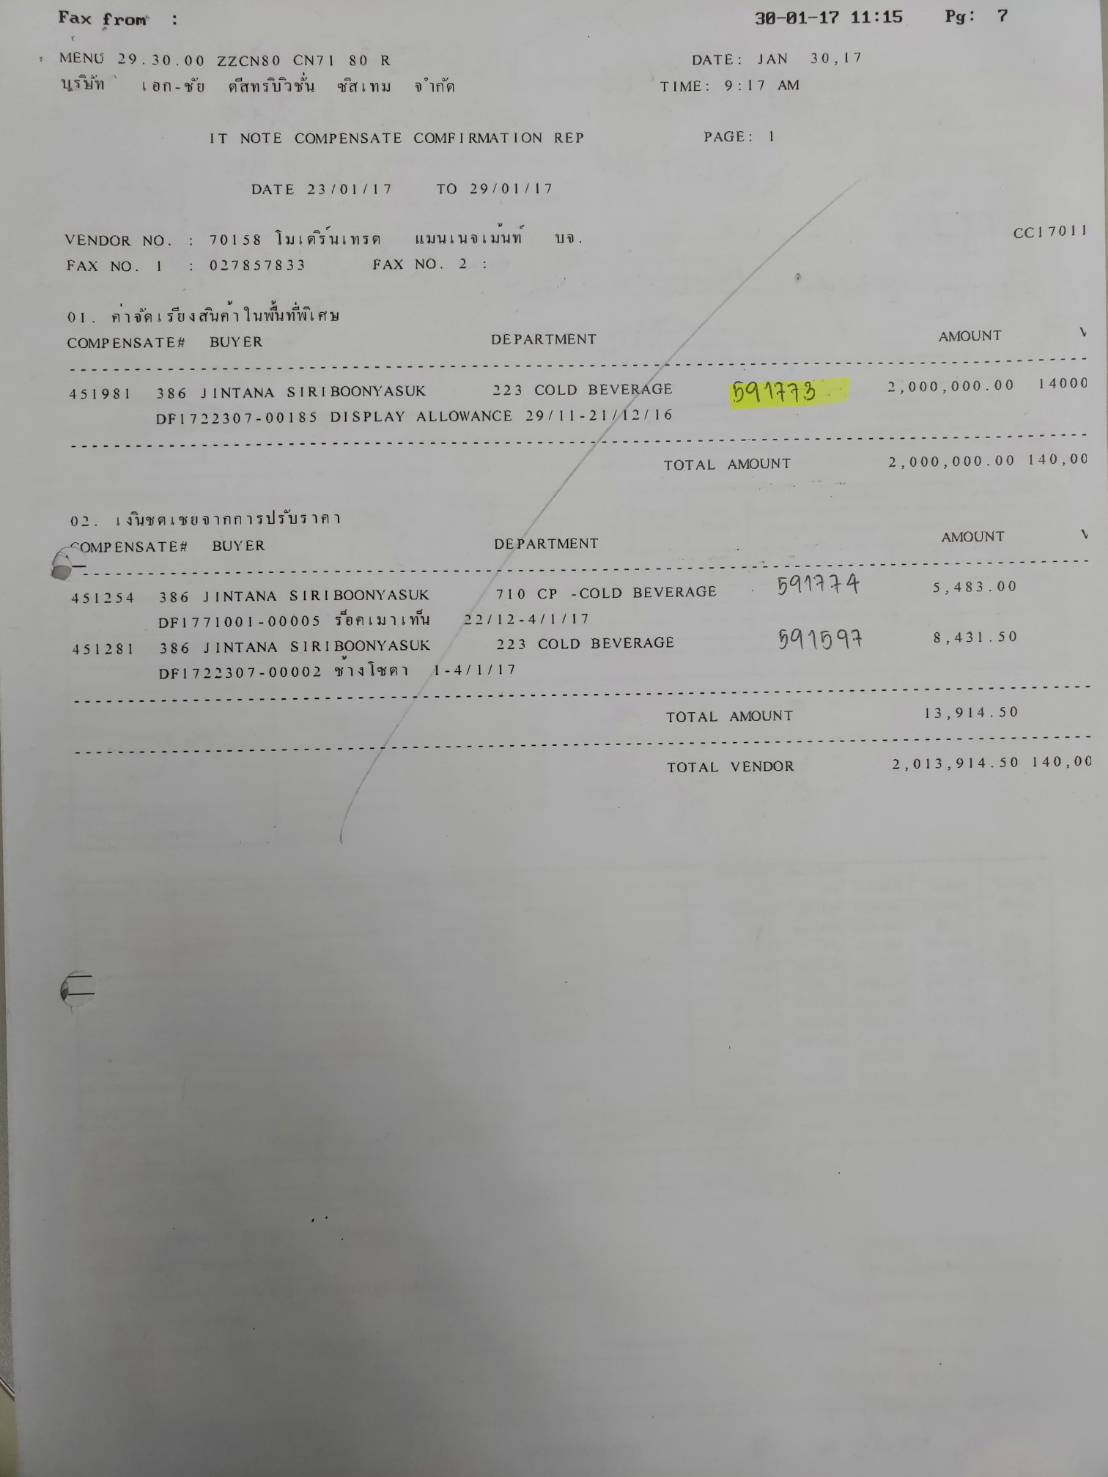 Fax from :    30-01-17 11:15    Pg: 7
MENU 29.30.00 ZZCN80 CN71 80 R    DATE: JAN 30,17
บริษัท เอก-ชัย ดีสทริบิวชั่น ซิสเทม จำกัด    TIME: 9:17 AM
IT NOTE COMPENSATE COMFIRMATION REP    PAGE: 1
DATE 23/01/17 TO 29/01/17
VENDOR NO. : 70158 โมเดิร์นเทรด แมนเนจเม้นท์ บจ.    CC17011
FAX NO. 1 : 027857833    FAX NO. 2 :
01. ค่าจัดเรียงสินค้าในพื้นที่พิเศษ
COMPENSATE# BUYER    DEPARTMENT    AMOUNT
451981 386 JINTANA SIRIBOONYASUK    223 COLD BEVERAGE    591773    2,000,000.00 14000
DF1722307-00185 DISPLAY ALLOWANCE 29/11-21/12/16
TOTAL AMOUNT    2,000,000.00 140,00
02. เงินชดเชยจากการปรับราคา
COMPENSATE# BUYER    DEPARTMENT    AMOUNT
451254 386 JINTANA SIRIBOONYASUK    710 CP -COLD BEVERAGE    591774    5,483.00
DF1771001-00005 ร็อคเมาเท็น 22/12-4/1/17
451281 386 JINTANA SIRIBOONYASUK    223 COLD BEVERAGE    591597    8,431.50
DF1722307-00002 ช้างโซดา 1-4/1/17
TOTAL AMOUNT    13,914.50
TOTAL VENDOR    2,013,914.50 140,00